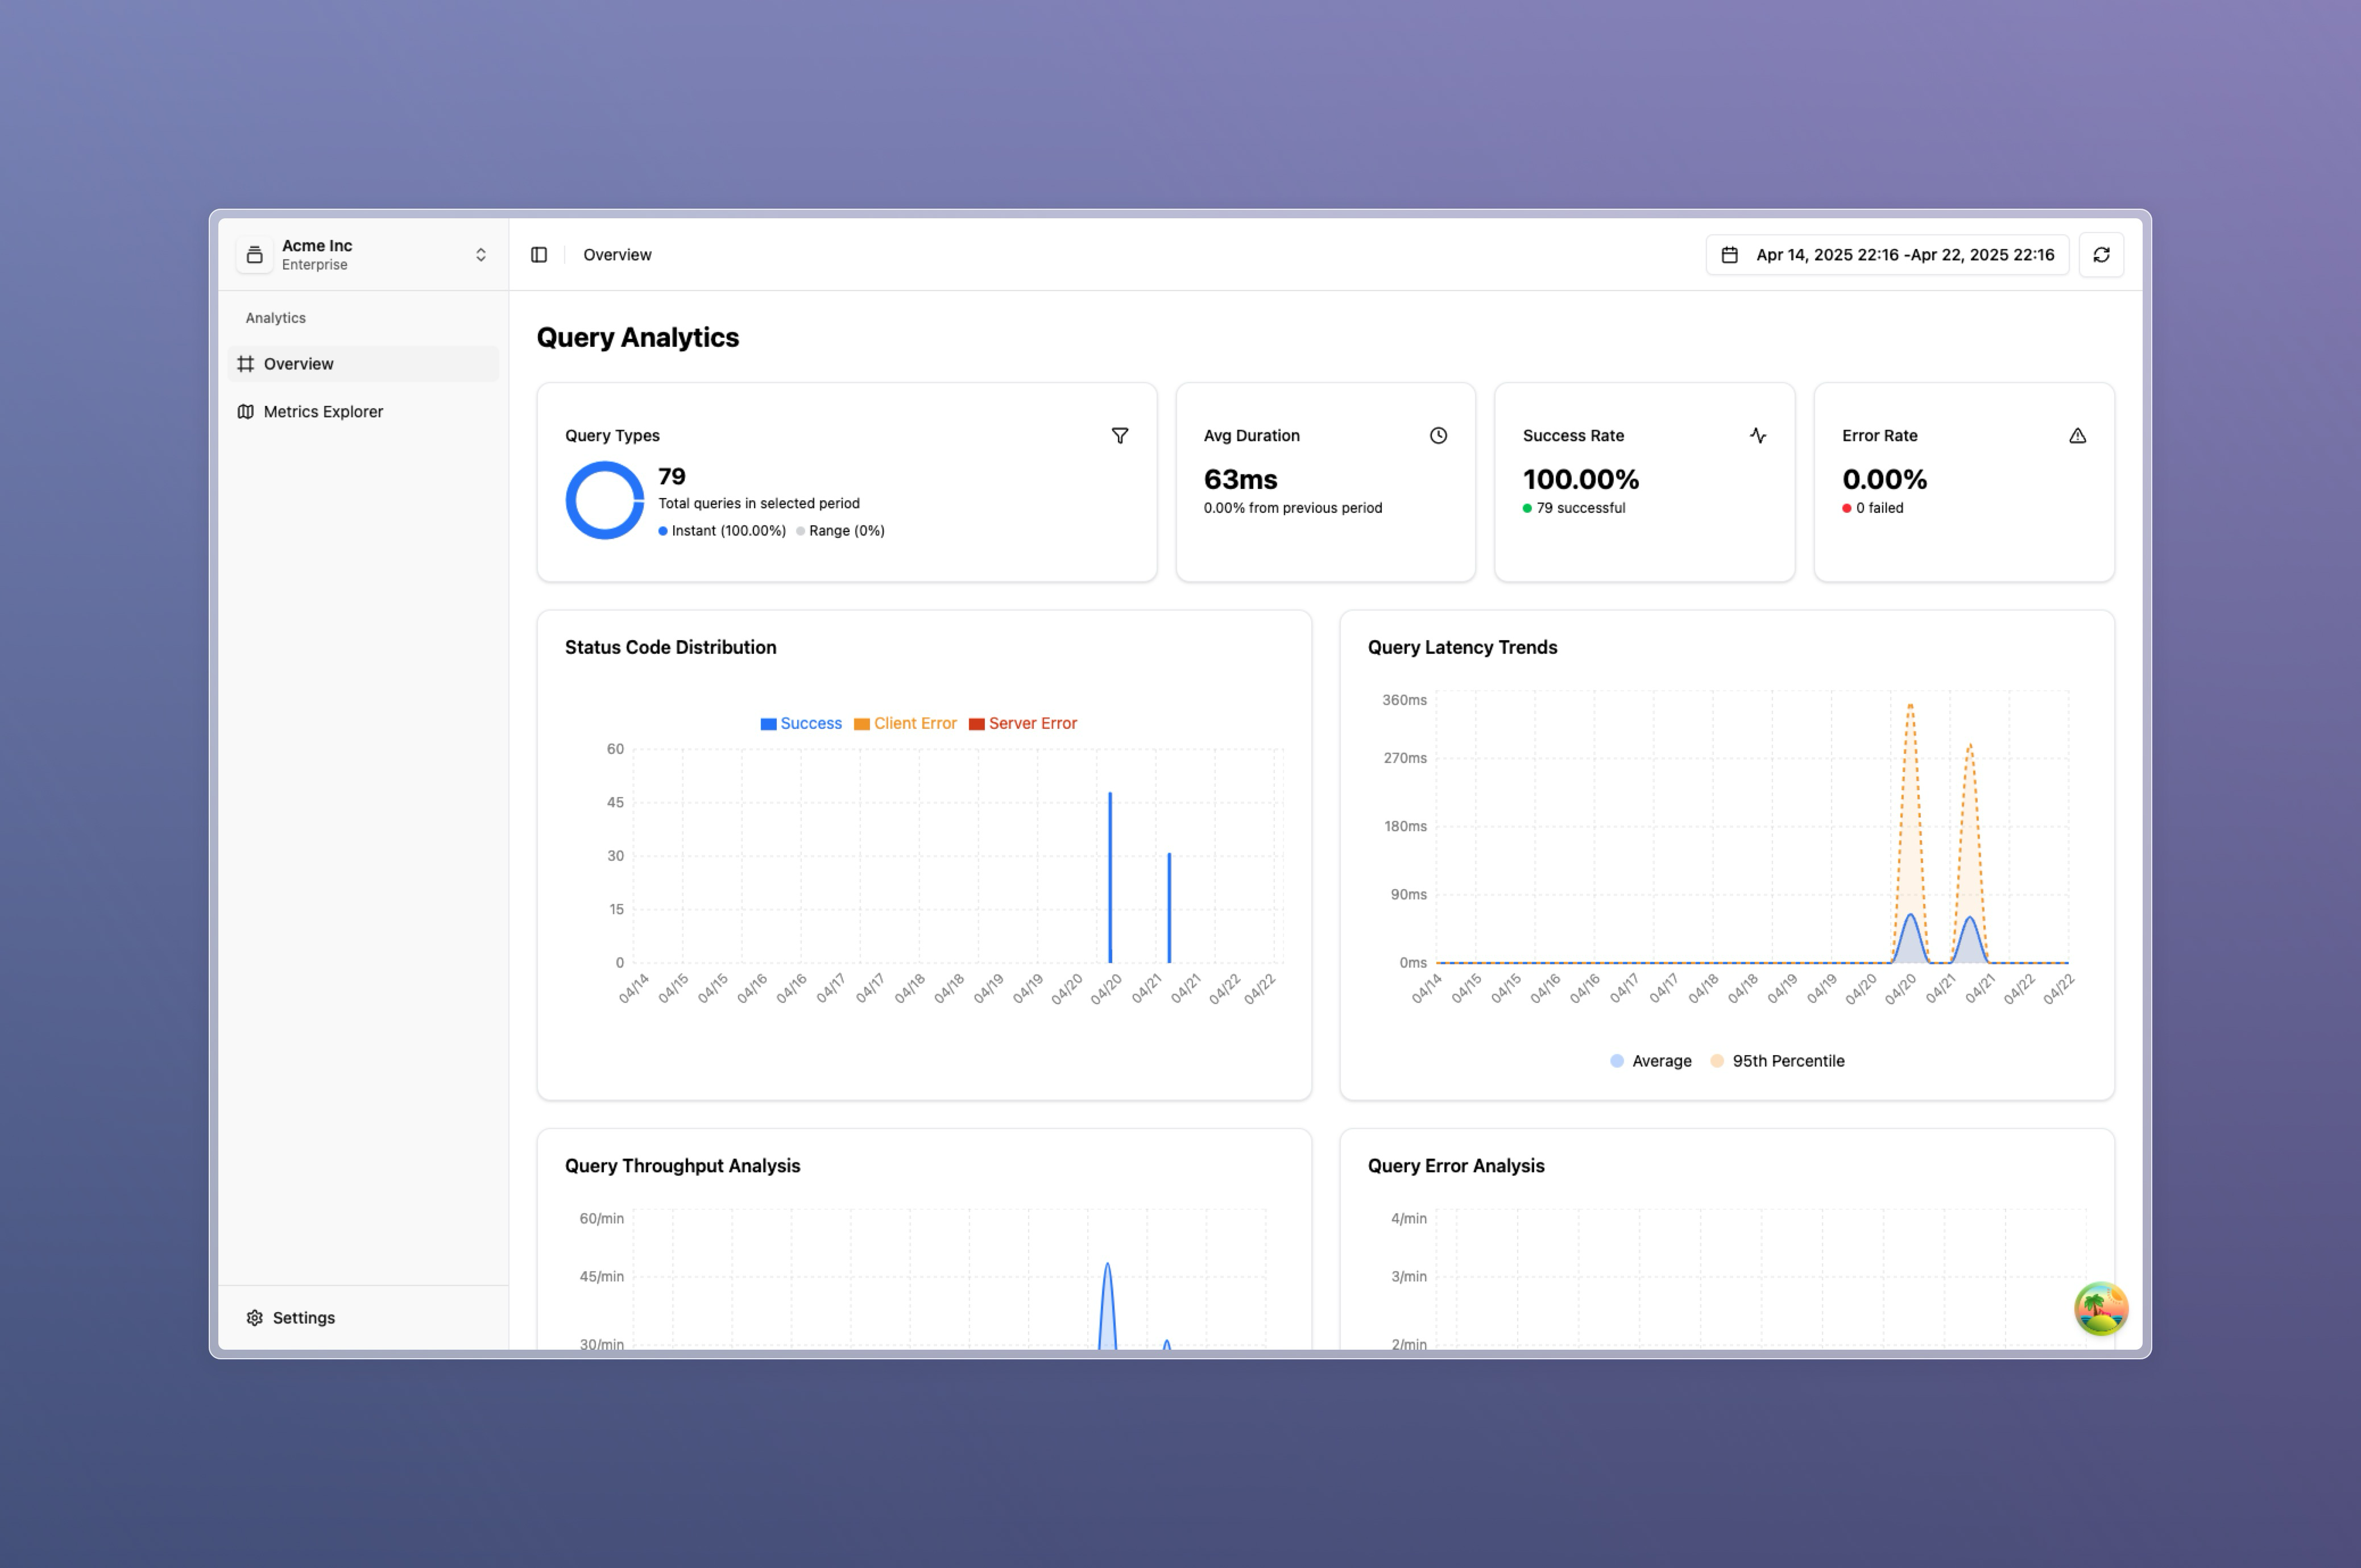 Acme Inc
Enterprise
Overview
Apr 14, 2025 22:16 -Apr 22, 2025 22:16
Analytics
Overview
Metrics Explorer
Settings
Query Analytics
Query Types
79
Total queries in selected period
Instant (100.00%) Range (0%)
Avg Duration
63ms
0.00% from previous period
Success Rate
100.00%
79 successful
Error Rate
0.00%
0 failed
Status Code Distribution
Success Client Error Server Error
60
45
30
15
0
04/14 04/15 04/15 04/16 04/16 04/17 04/17 04/18 04/18 04/19 04/19 04/20 04/20 04/21 04/21 04/22 04/22
Query Latency Trends
360ms
270ms
180ms
90ms
0ms
04/14 04/15 04/15 04/16 04/16 04/17 04/17 04/18 04/18 04/19 04/19 04/20 04/20 04/21 04/21 04/22 04/22
Average 95th Percentile
Query Throughput Analysis
60/min
45/min
30/min
Query Error Analysis
4/min
3/min
2/min